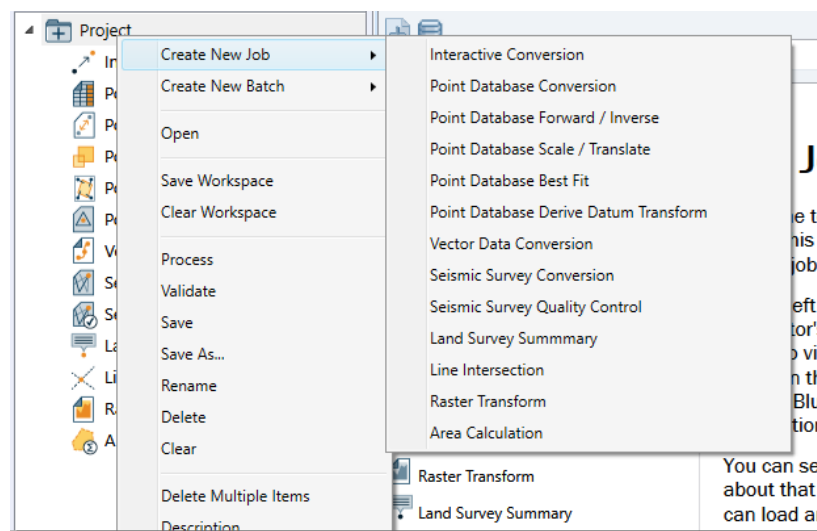 Project
Create New Job
Create New Batch
Open
Save Workspace
Clear Workspace
Process
Validate
Save
Save As...
Rename
Delete
Clear
Delete Multiple Items
Description
Interactive Conversion
Point Database Conversion
Point Database Forward / Inverse
Point Database Scale / Translate
Point Database Best Fit
Point Database Derive Datum Transform
Vector Data Conversion
Seismic Survey Conversion
Seismic Survey Quality Control
Land Survey Summmary
Line Intersection
Raster Transform
Area Calculation
Raster Transform
Land Survey Summary
You can se
about that
can load a